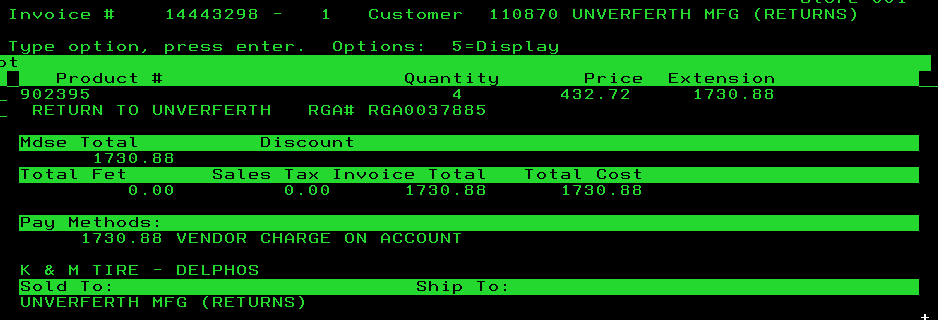 Invoice # 14443298 - 1 Customer 110870 UNVERFERTH MFG (RETURNS)
Type option, press enter. Options: 5=Display
ot
Product # Quantity Price Extension
902395 4 432.72 1730.88
RETURN TO UNVERFERTH RGA# RGA0037885
Mdse Total Discount
1730.88
Total Fet Sales Tax Invoice Total Total Cost
0.00 0.00 1730.88 1730.88
Pay Methods:
1730.88 VENDOR CHARGE ON ACCOUNT
K & M TIRE - DELPHOS
Sold To: Ship To:
UNVERFERTH MFG (RETURNS)
+